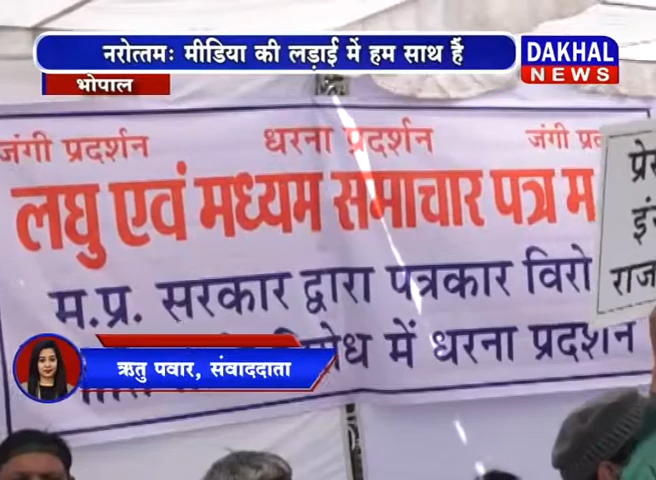 नरोत्तमः मीडिया की लड़ाई में हम साथ हैं
DAKHAL
NEWS
भोपाल
जंगी प्रदर्शन धरना प्रदर्शन जंगी
लघु एवं मध्यम समाचार पत्र म
म.प्र. सरकार द्वारा पत्रकार विरो
में धरना प्रदर्शन
प्रे
इं
राज
ऋतु पवार, संवाददाता